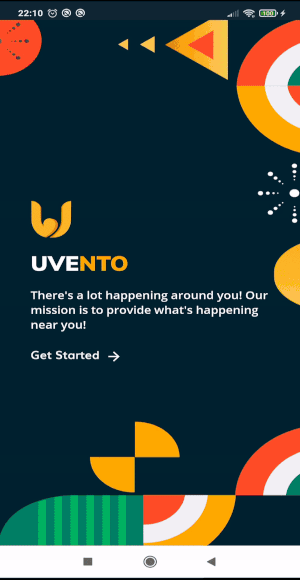 22:10
100
UVENTO
There's a lot happening around you! Our
mission is to provide what's happening
near you!
Get Started →